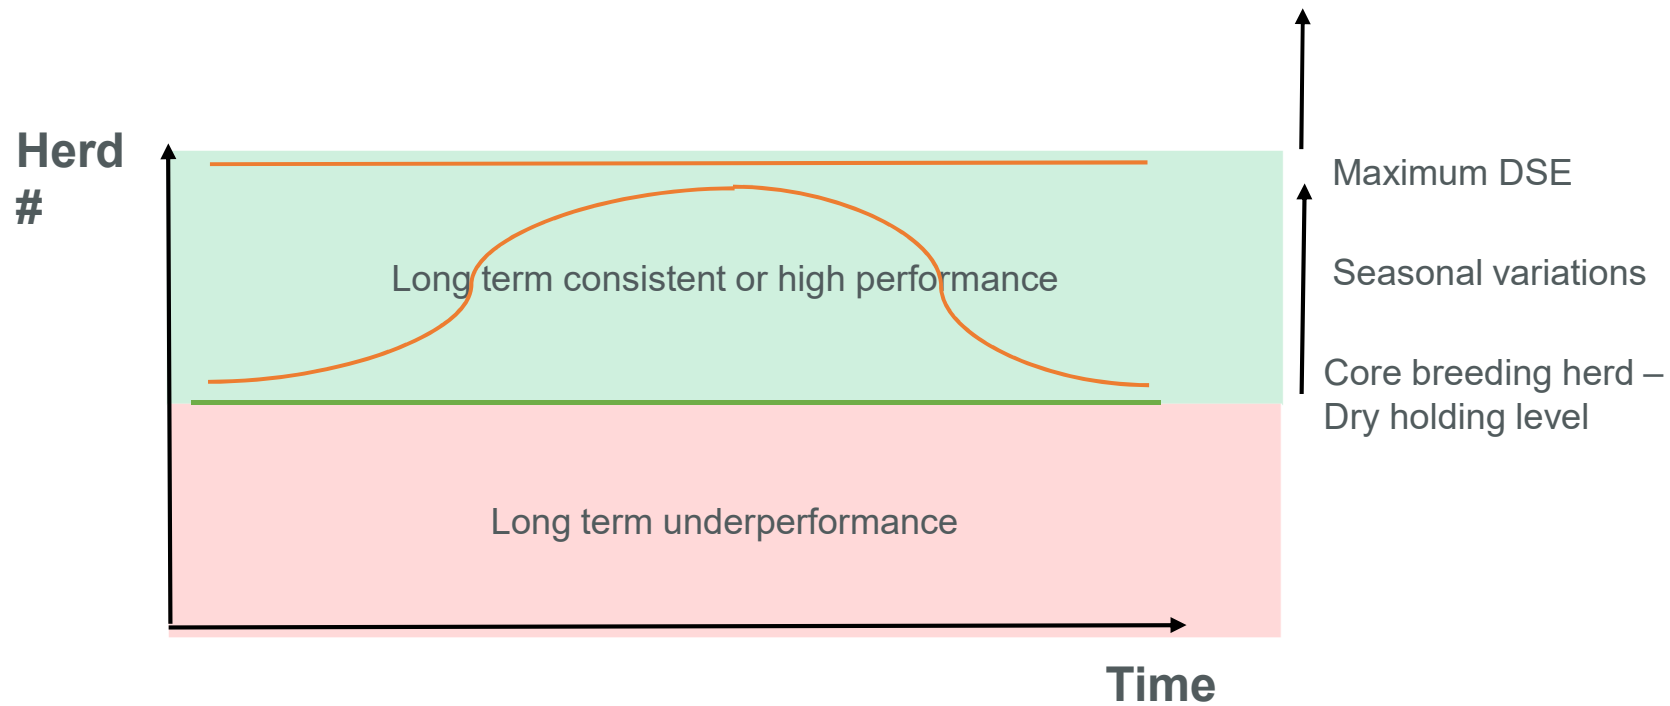 Herd
#
Maximum DSE
Long term consistent or high performance
Seasonal variations
Core breeding herd –
Dry holding level
Long term underperformance
Time